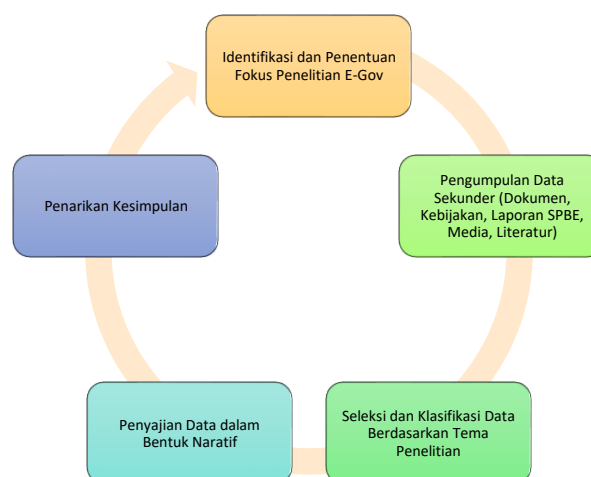 Identifikasi dan Penentuan
Fokus Penelitian E-Gov
Pengumpulan Data
Sekunder (Dokumen,
Kebijakan, Laporan SPBE,
Media, Literatur)
Seleksi dan Klasifikasi Data
Berdasarkan Tema
Penelitian
Penyajian Data dalam
Bentuk Naratif
Penarikan Kesimpulan